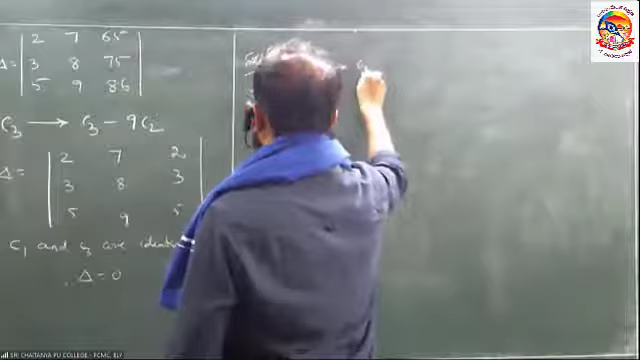 2 7 65
Δ= 3 8 75
5 9 86
C3 → C3 - 9C2
2 7 2
Δ= 3 8 3
5 9 5
C1 and C3 are
∴ Δ = 0
SRI CHAITANYA PU COLLEGE - PCMC, BLY